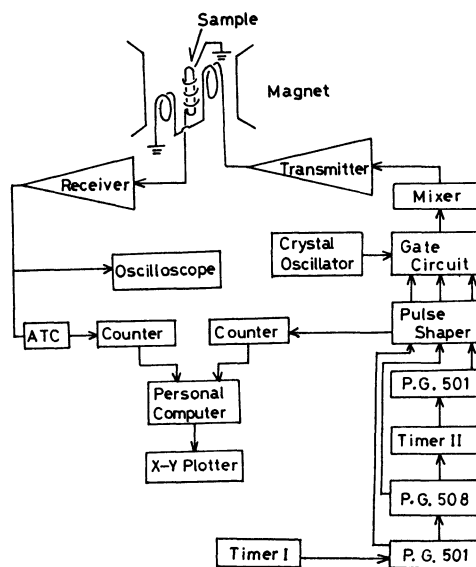 Sample
Magnet
Receiver
Transmitter
Mixer
Crystal
Oscillator
Gate
Circuit
Oscilloscope
ATC
Counter
Counter
Pulse
Shaper
Personal
Computer
P.G. 501
X-Y Plotter
Timer II
P.G. 508
Timer I
P.G. 501